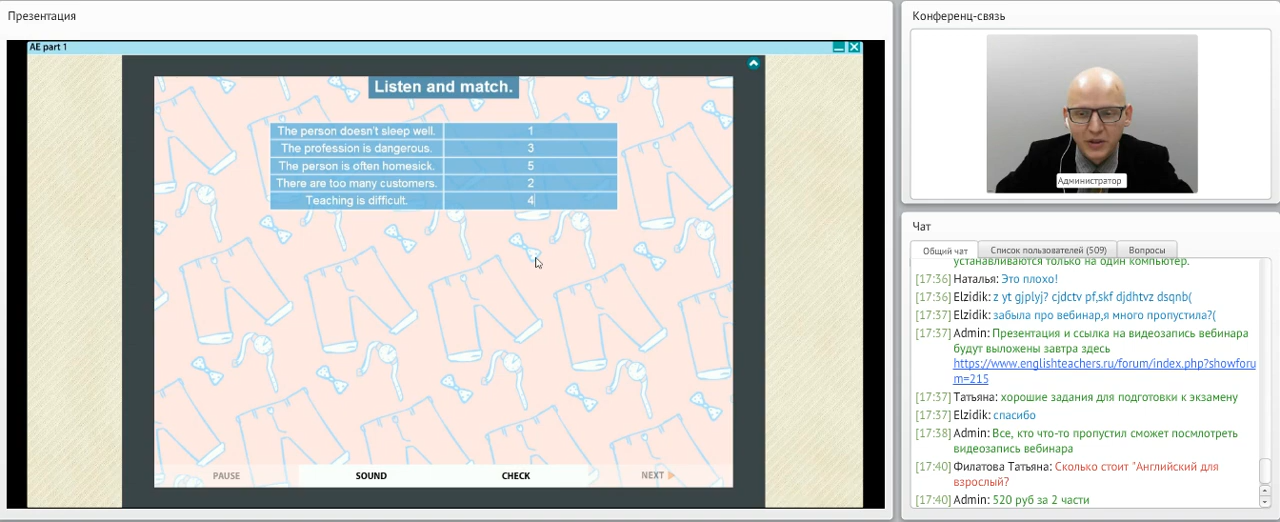 Презентация
AE part 1
Listen and match.
The person doesn't sleep well. 1
The profession is dangerous. 3
The person is often homesick. 5
There are too many customers. 2
Teaching is difficult. 4
PAUSE SOUND CHECK NEXT
Конференц-связь
Администратор
Чат
Общий чат Список пользователей (509) Вопросы
устанавливаются только на один компьютер.
[17:36] Наталья: Это плохо!
[17:36] Elzidik: z yt gjplyj? cjdctv pf,skf djdhtvz dsqnb(
[17:37] Elzidik: забыла про вебинар,я много пропустила?(
[17:37] Admin: Презентация и ссылка на видеозапись вебинара
будут выложены завтра здесь
https://www.englishteachers.ru/forum/index.php?showforu
m=215
[17:37] Татьяна: хорошие задания для подготовки к экзамену
[17:37] Elzidik: спасибо
[17:38] Admin: Все, кто что-то пропустил сможет посмлотреть
видеозапись вебинара
[17:40] Филатова Татьяна: Сколько стоит "Английский для
взрослый?
[17:40] Admin: 520 руб за 2 части